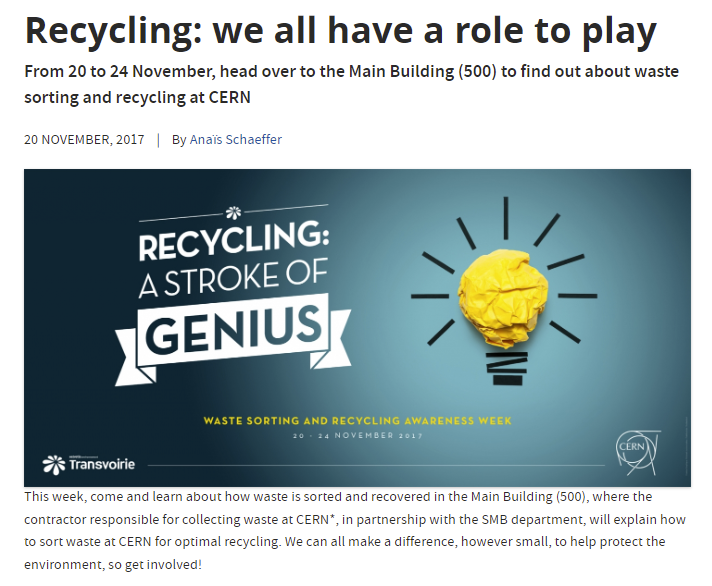 Recycling: we all have a role to play
From 20 to 24 November, head over to the Main Building (500) to find out about waste
sorting and recycling at CERN
20 NOVEMBER, 2017 | By Anaïs Schaeffer
RECYCLING:
A STROKE OF
GENIUS
WASTE SORTING AND RECYCLING AWARENESS WEEK
20 - 24 NOVEMBER 2017
Transvoirie
CERN
This week, come and learn about how waste is sorted and recovered in the Main Building (500), where the
contractor responsible for collecting waste at CERN*, in partnership with the SMB department, will explain how
to sort waste at CERN for optimal recycling. We can all make a difference, however small, to help protect the
environment, so get involved!